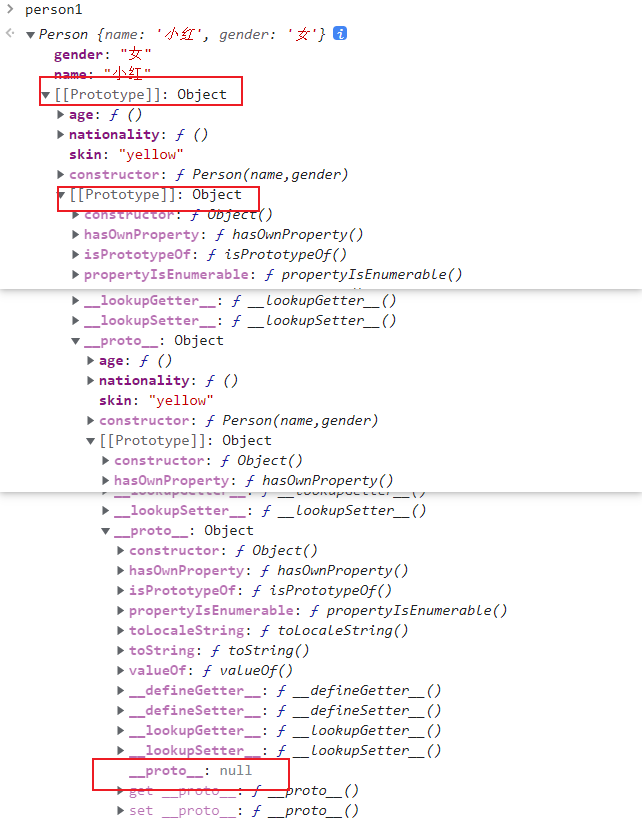 person1
Person {name: '小红', gender: '女'}
gender: "女"
name: "小红"
[[Prototype]]: Object
age: ƒ ()
nationality: ƒ ()
skin: "yellow"
constructor: ƒ Person(name,gender)
[[Prototype]]: Object
constructor: ƒ Object()
hasOwnProperty: ƒ hasOwnProperty()
isPrototypeOf: ƒ isPrototypeOf()
propertyIsEnumerable: ƒ propertyIsEnumerable()
__lookupGetter__: ƒ __lookupGetter__()
__lookupSetter__: ƒ __lookupSetter__()
__proto__: Object
age: ƒ ()
nationality: ƒ ()
skin: "yellow"
constructor: ƒ Person(name,gender)
[[Prototype]]: Object
constructor: ƒ Object()
hasOwnProperty: ƒ hasOwnProperty()
__lookupGetter__: ƒ __lookupGetter__()
__lookupSetter__: ƒ __lookupSetter__()
__proto__: Object
constructor: ƒ Object()
hasOwnProperty: ƒ hasOwnProperty()
isPrototypeOf: ƒ isPrototypeOf()
propertyIsEnumerable: ƒ propertyIsEnumerable()
toLocaleString: ƒ toLocaleString()
toString: ƒ toString()
valueOf: ƒ valueOf()
__defineGetter__: ƒ __defineGetter__()
__defineSetter__: ƒ __defineSetter__()
__lookupGetter__: ƒ __lookupGetter__()
__lookupSetter__: ƒ __lookupSetter__()
__proto__: null
get __proto__: ƒ __proto__()
set __proto__: ƒ __proto__()